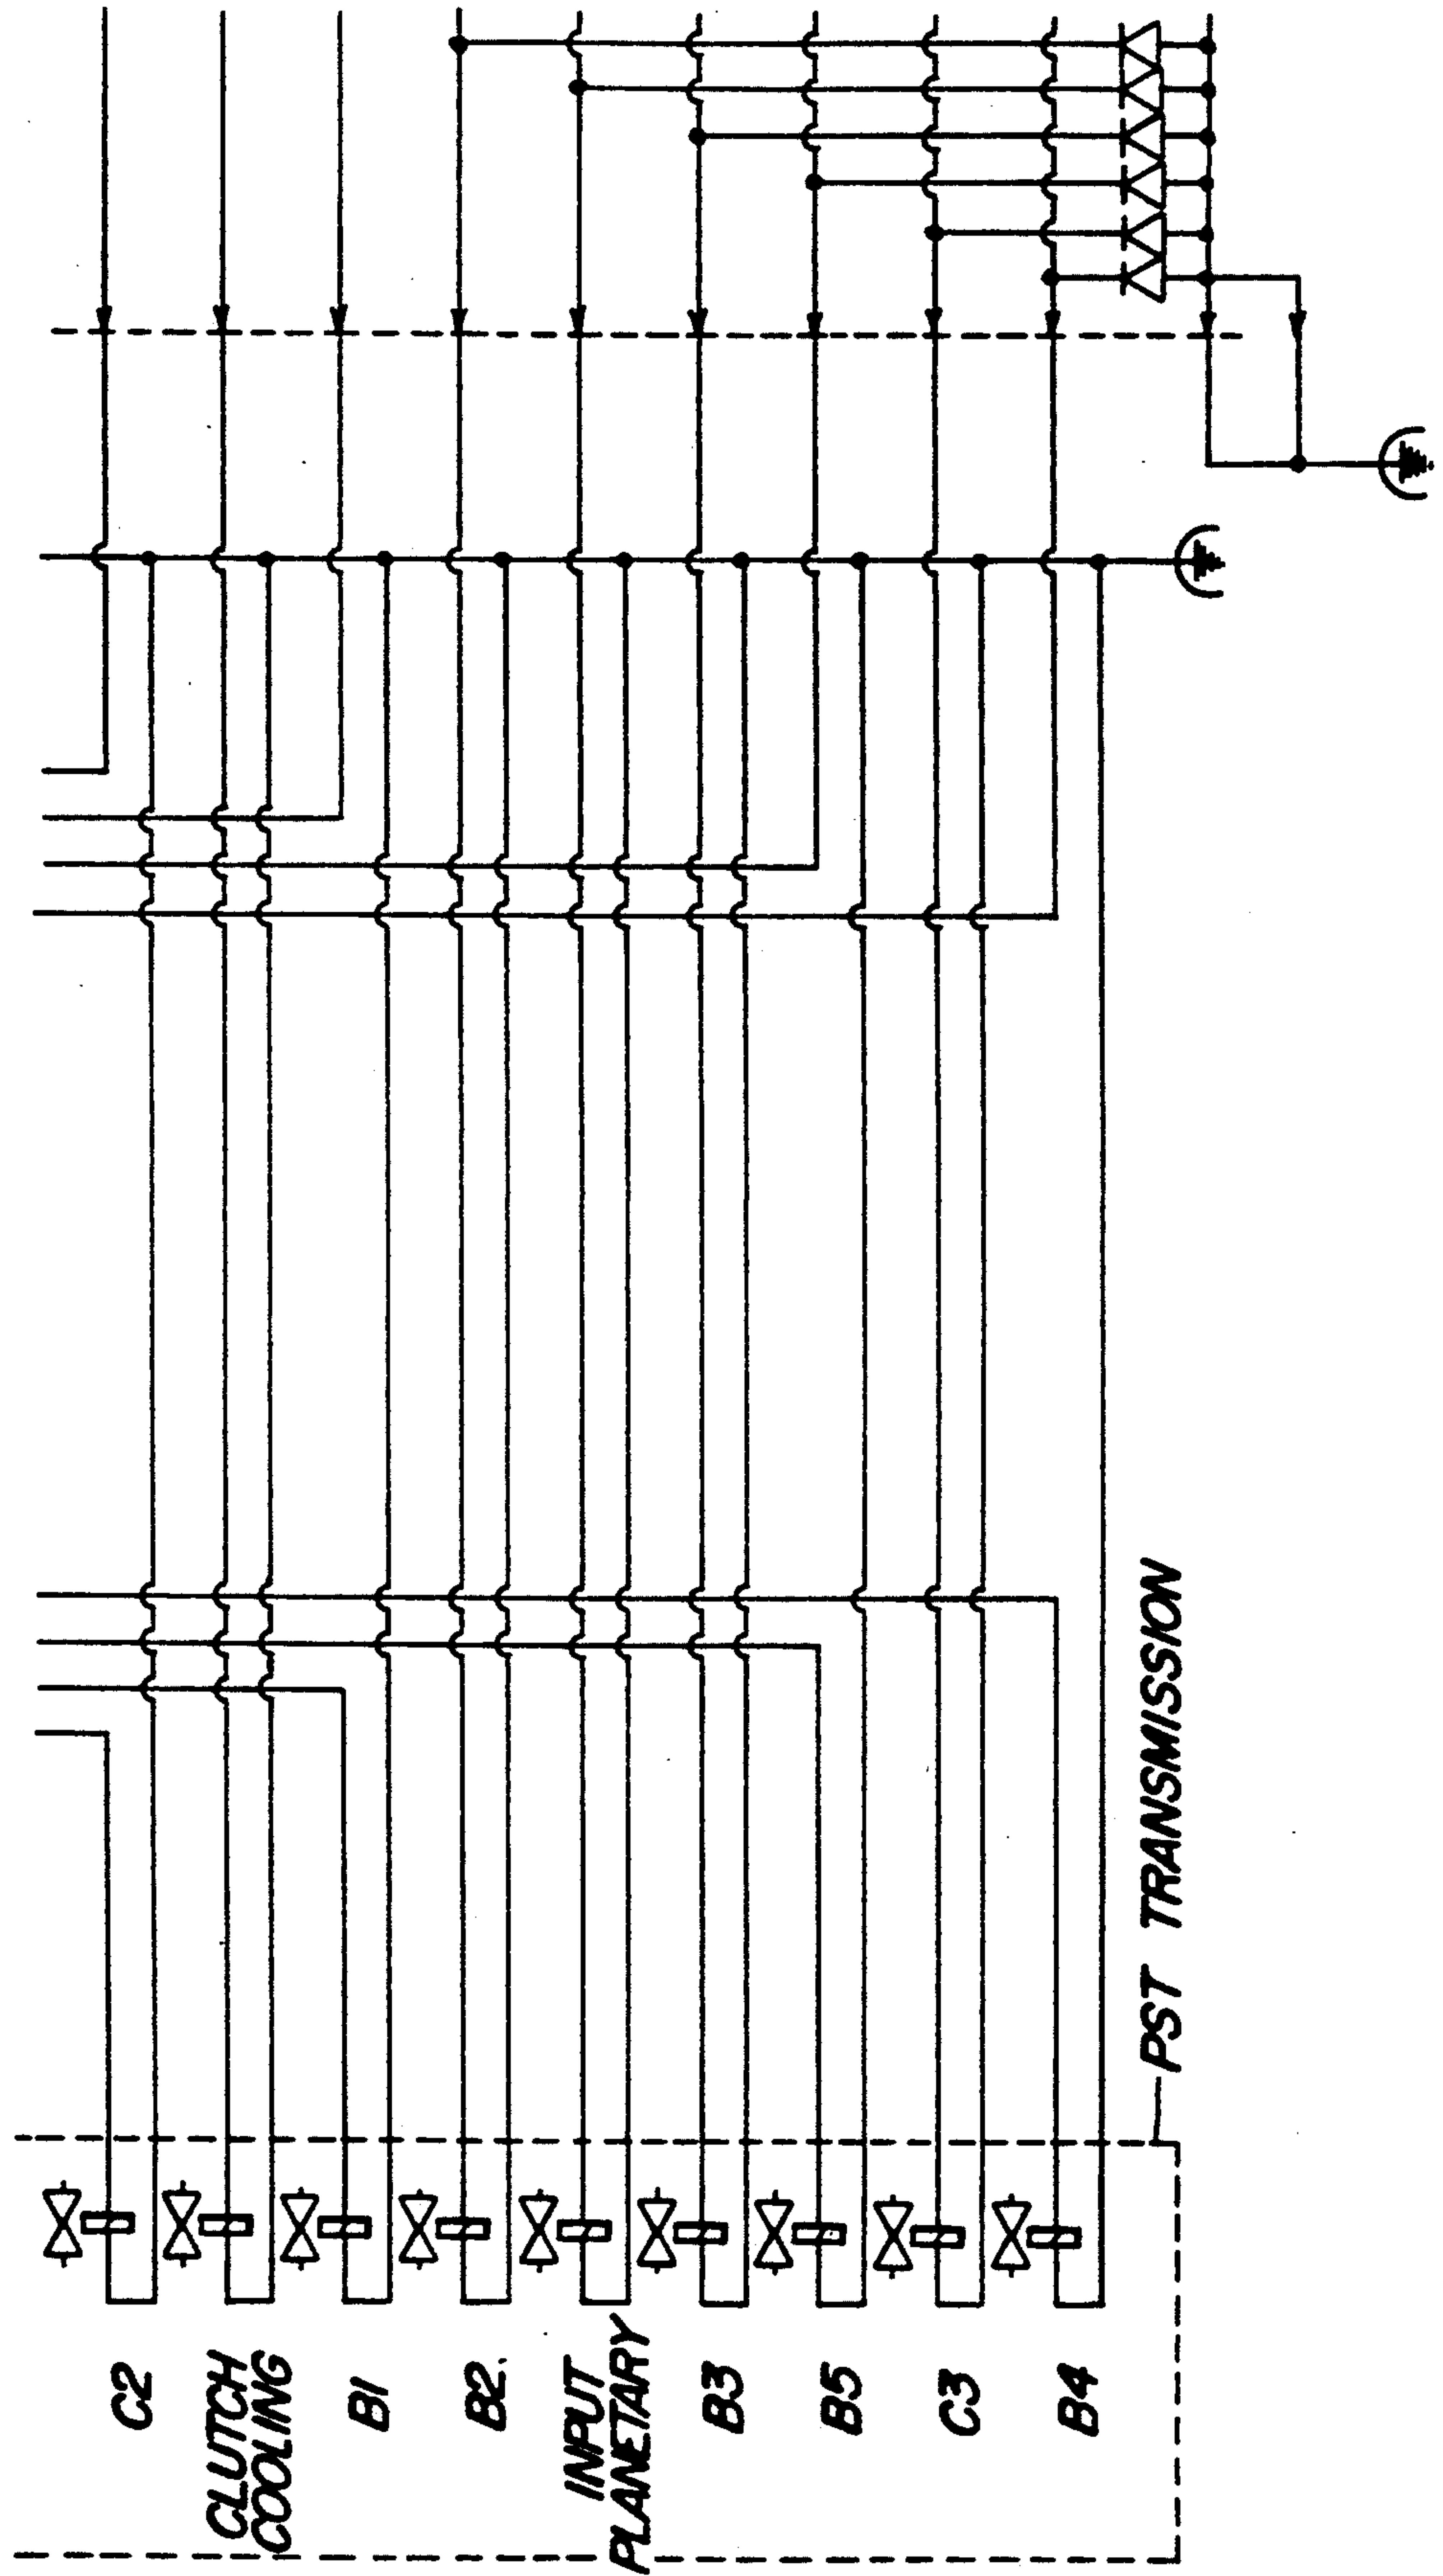 C2
CLUTCH
COOLING
B1
B2
INPUT
PLANETARY
B3
B5
C3
B4
PST TRANSMISSION